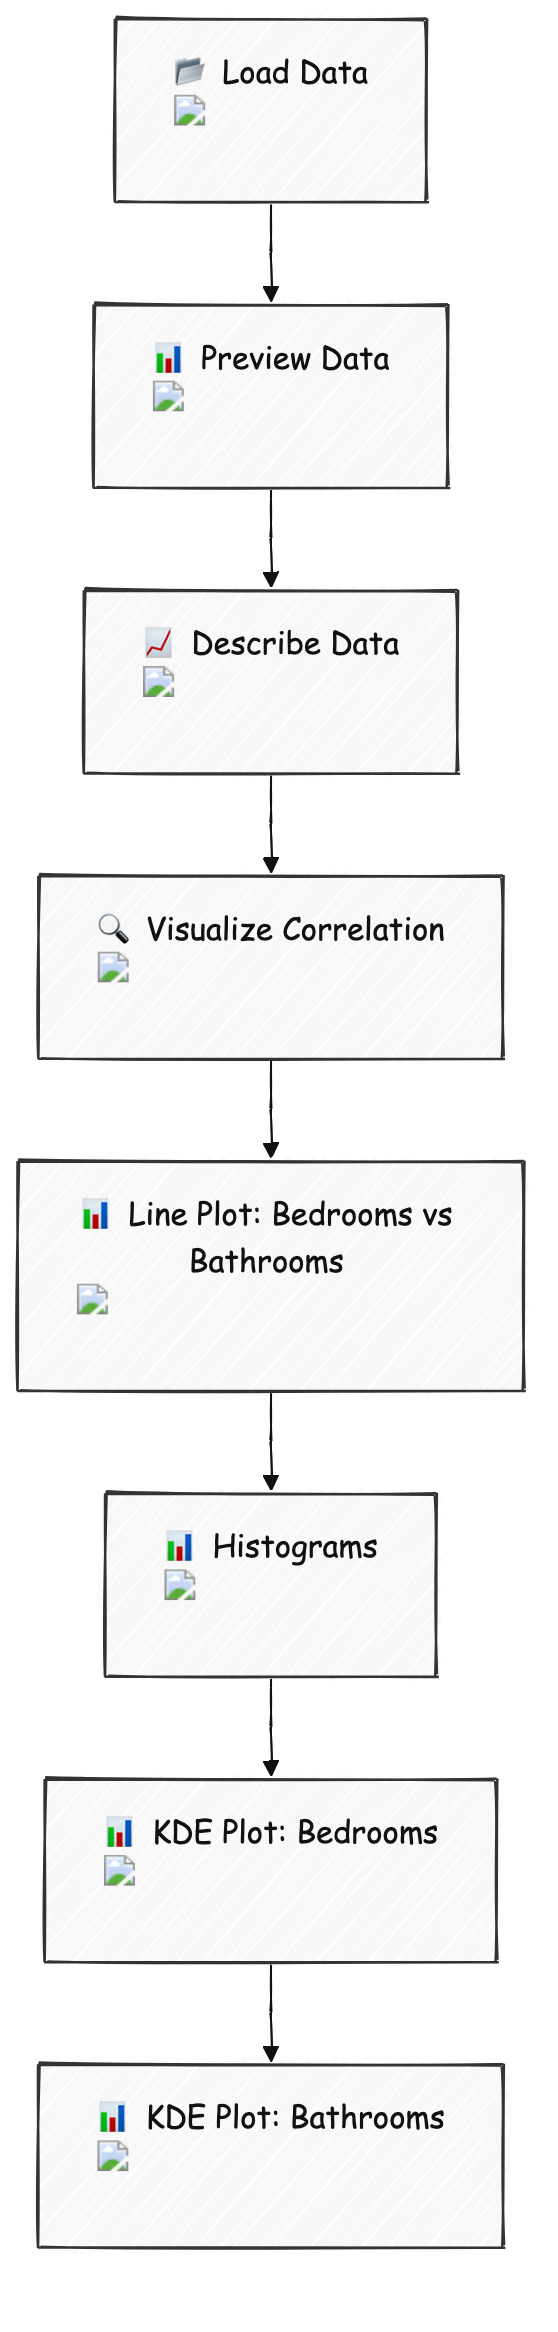 Load Data
Preview Data
Describe Data
Visualize Correlation
Line Plot: Bedrooms vs
Bathrooms
Histograms
KDE Plot: Bedrooms
KDE Plot: Bathrooms